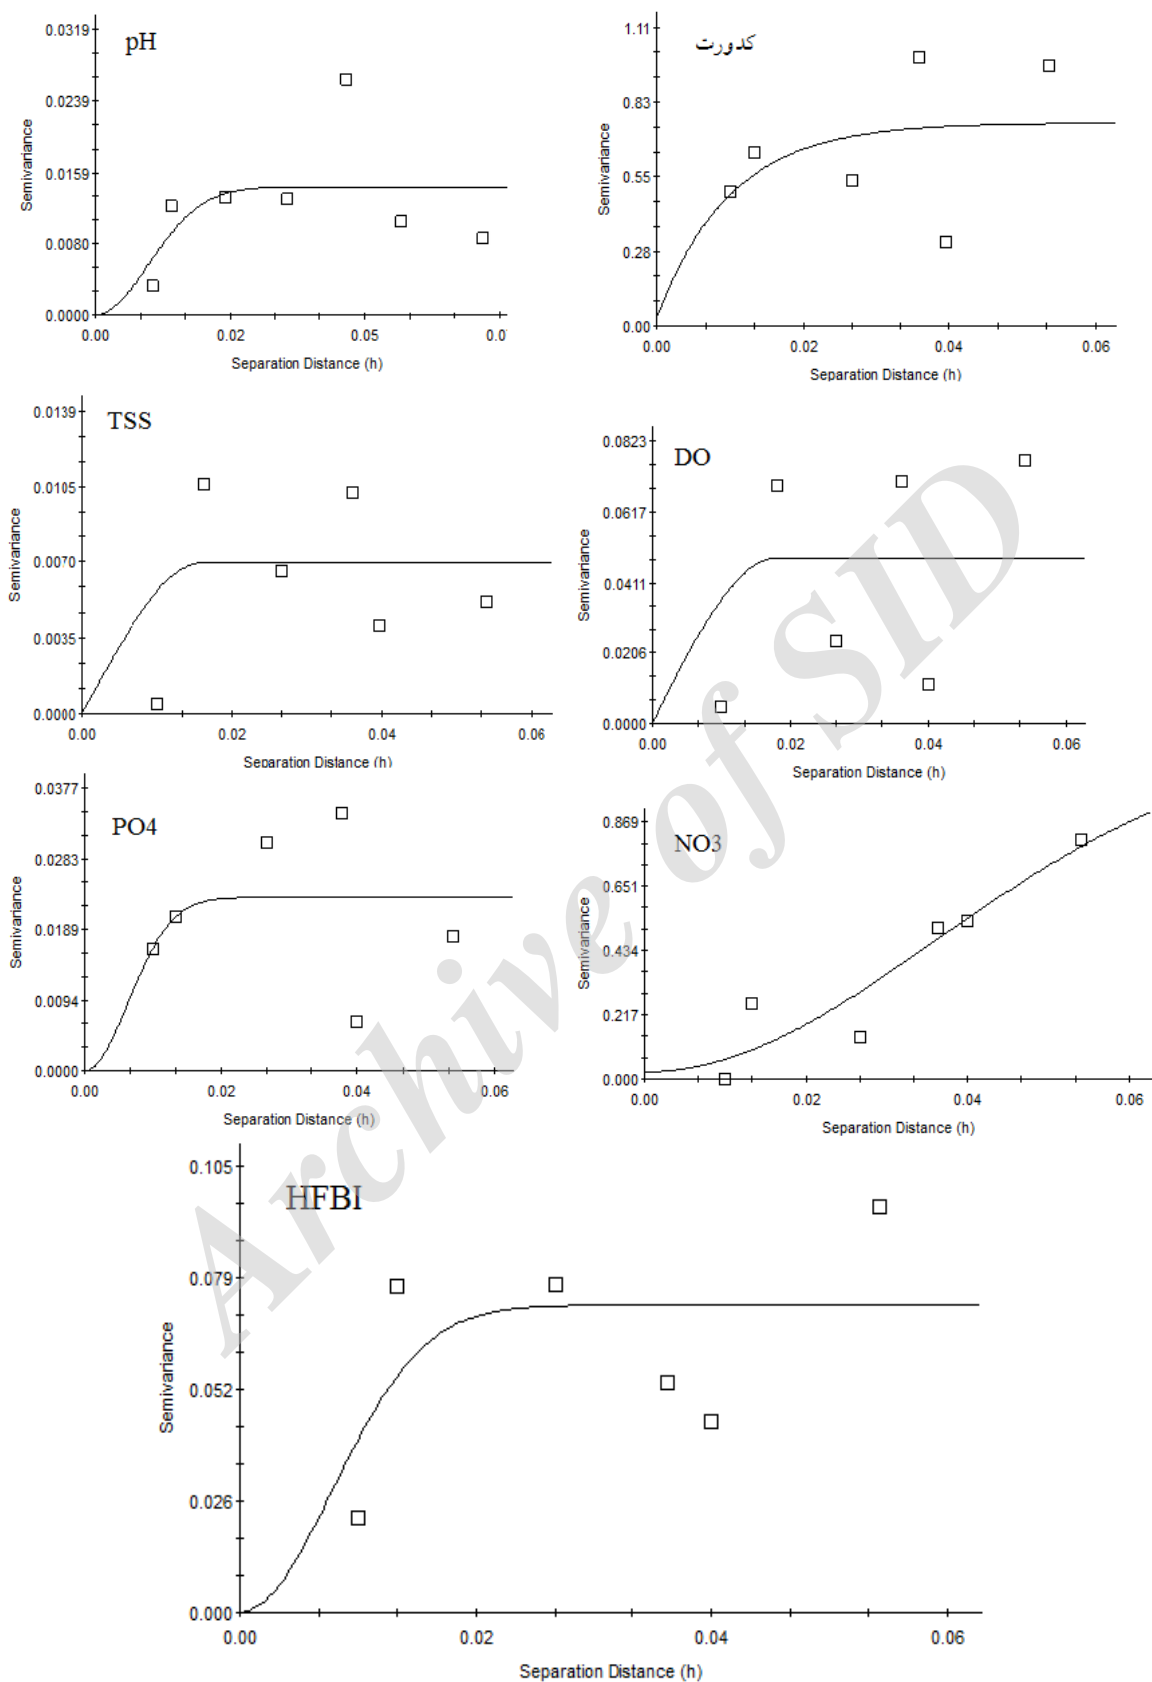 pH
0.0319
0.0239
0.0159
0.0080
0.0000
Semivariance
0.00
0.02
0.05
0.0
Separation Distance (h)
کدورت
1.11
0.83
0.55
0.28
0.00
Semivariance
0.00
0.02
0.04
0.06
Separation Distance (h)
TSS
0.0139
0.0105
0.0070
0.0035
0.0000
Semivariance
0.00
0.02
0.04
0.06
Separation Distance (h)
DO
0.0823
0.0617
0.0411
0.0206
0.0000
Semivariance
0.00
0.02
0.04
0.06
Separation Distance (h)
PO4
0.0377
0.0283
0.0189
0.0094
0.0000
Semivariance
0.00
0.02
0.04
0.06
Separation Distance (h)
NO3
0.869
0.651
0.434
0.217
0.000
Semivariance
0.00
0.02
0.04
0.06
Separation Distance (h)
HFBI
0.105
0.079
0.052
0.026
0.000
Semivariance
0.00
0.02
0.04
0.06
Separation Distance (h)
Archive of SID